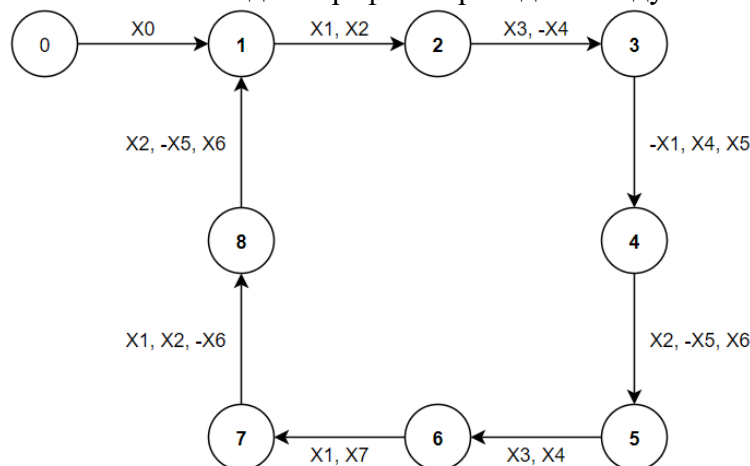 X0
X1, X2
X3, -X4
0
1
2
3
X2, -X5, X6
-X1, X4, X5
8
4
X1, X2, -X6
X2, -X5, X6
7
6
5
X1, X7
X3, X4